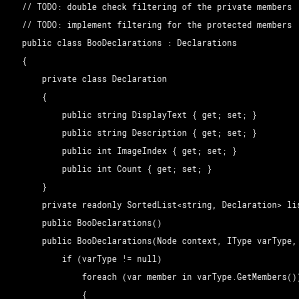 // TODO: double check filtering of the private members
// TODO: implement filtering for the protected members
public class BooDeclarations : Declarations
{
private class Declaration
{
public string DisplayText { get; set; }
public string Description { get; set; }
public int ImageIndex { get; set; }
public int Count { get; set; }
}
private readonly SortedList<string, Declaration> lis
public BooDeclarations()
public BooDeclarations(Node context, IType varType,
if (varType != null)
foreach (var member in varType.GetMembers())
{